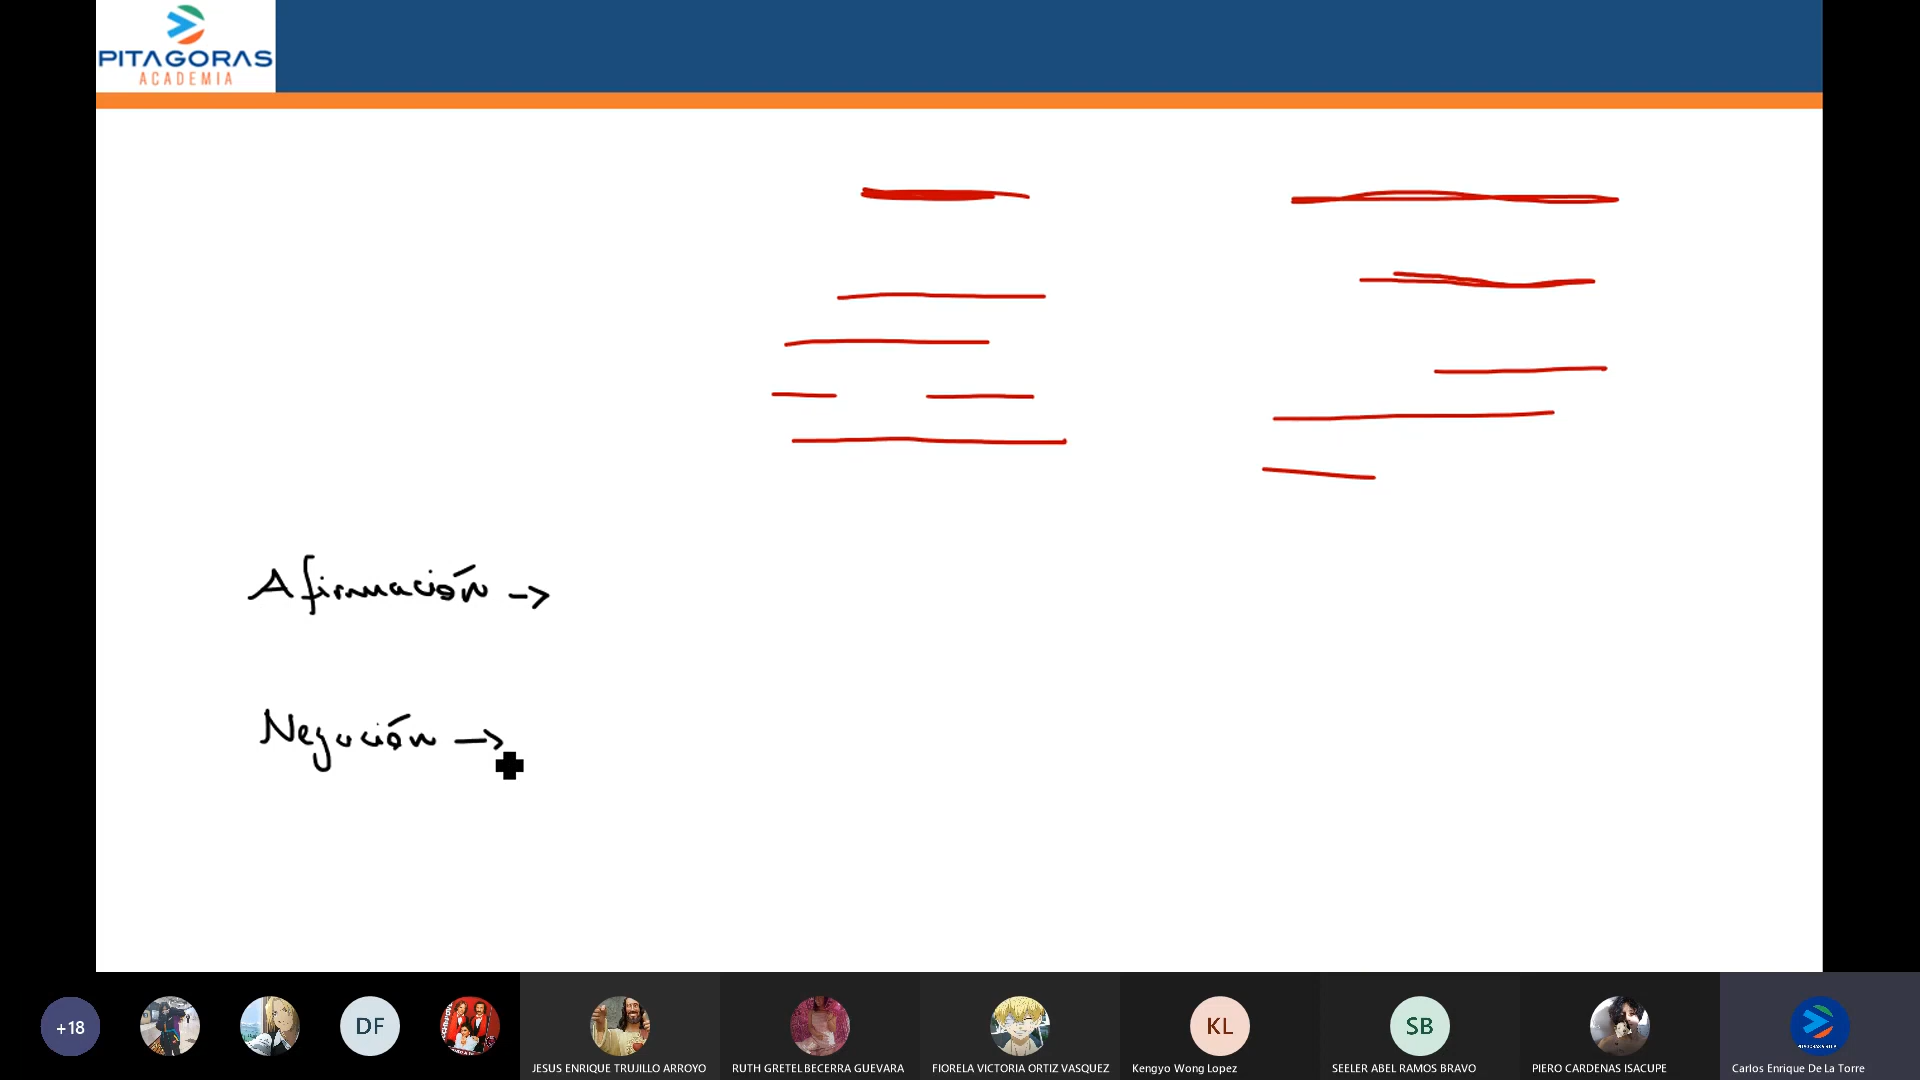 PITAGORAS
ACADEMIA
Afirmación →
Negación →
+18
DF
KL
SB
JESUS ENRIQUE TRUJILLO ARROYO
RUTH GRETEL BECERRA GUEVARA
FIORELA VICTORIA ORTIZ VASQUEZ
Kengyo Wong Lopez
SEELER ABEL RAMOS BRAVO
PIERO CARDENAS ISACUPE
Carlos Enrique De La Torre